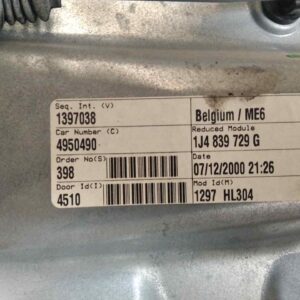 Seq. Int. (V)
1397038
Belgium / ME6
Car Number (C)
4950490
Reduced Module
1J4 839 729 G
Order No(S)
398
Date
07/12/2000 21:26
Door Id(I)
4510
Mod Id(M)
1297 HL304